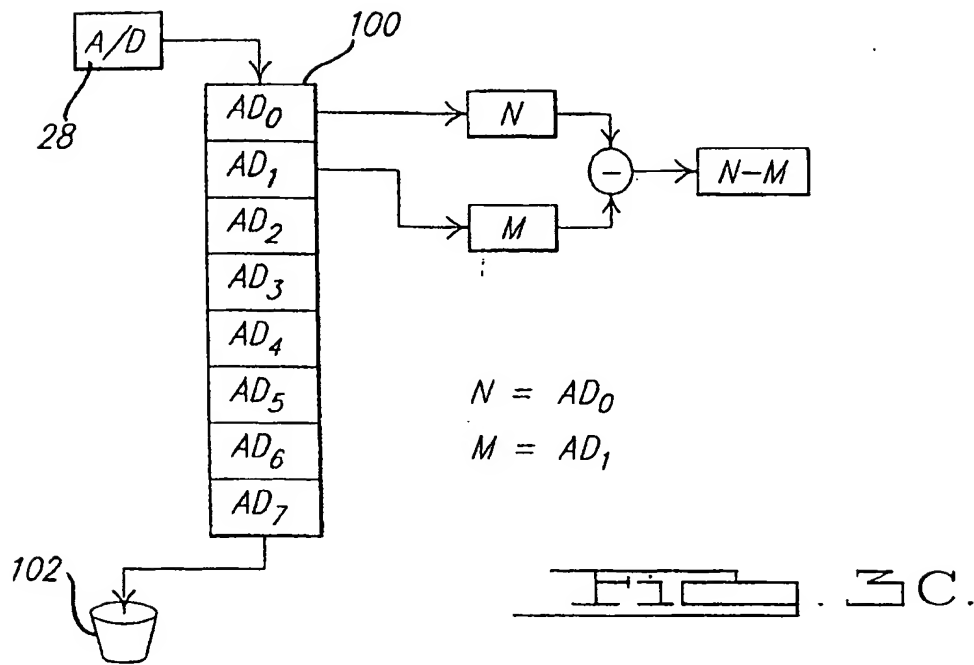 A/D
100
28
AD₀
N
AD₁
N-M
M
AD₂
AD₃
AD₄
AD₅
N = AD₀
AD₆
M = AD₁
AD₇
102
FIG. 3C.